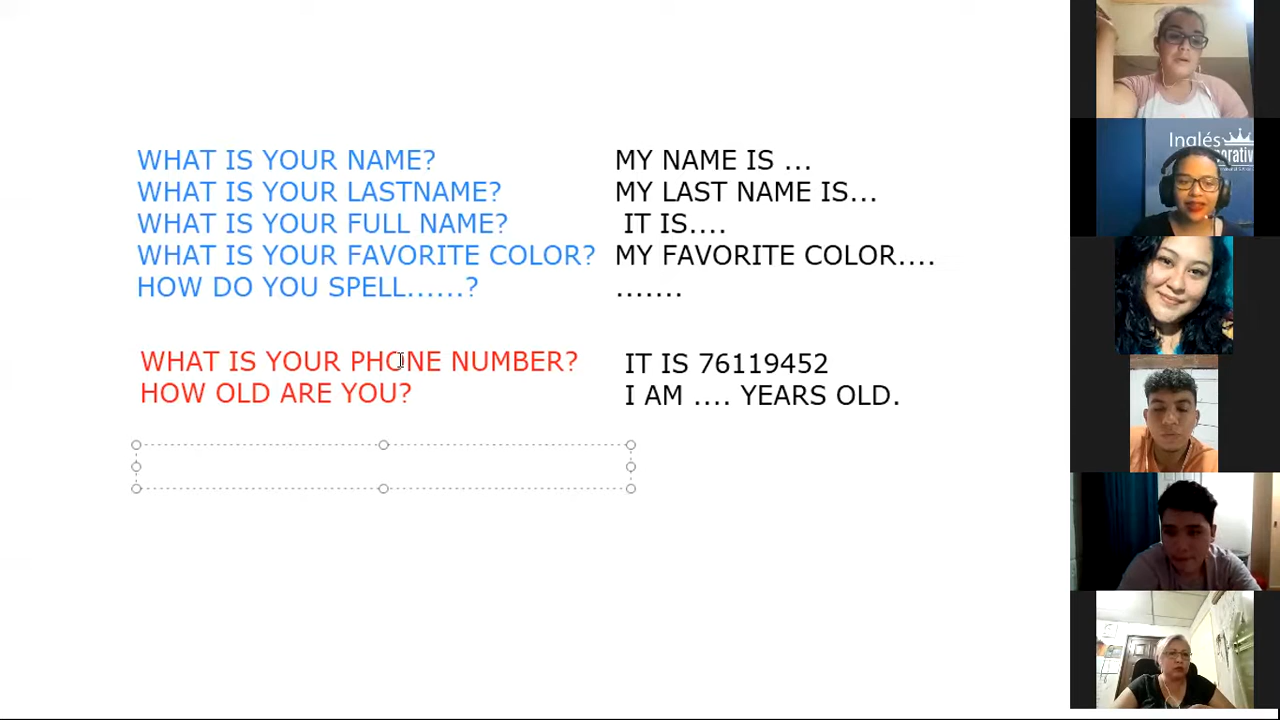 WHAT IS YOUR NAME? MY NAME IS ...
WHAT IS YOUR LASTNAME? MY LAST NAME IS...
WHAT IS YOUR FULL NAME? IT IS....
WHAT IS YOUR FAVORITE COLOR? MY FAVORITE COLOR....
HOW DO YOU SPELL......? .......
WHAT IS YOUR PHONE NUMBER? IT IS 76119452
HOW OLD ARE YOU? I AM .... YEARS OLD.
Inglés